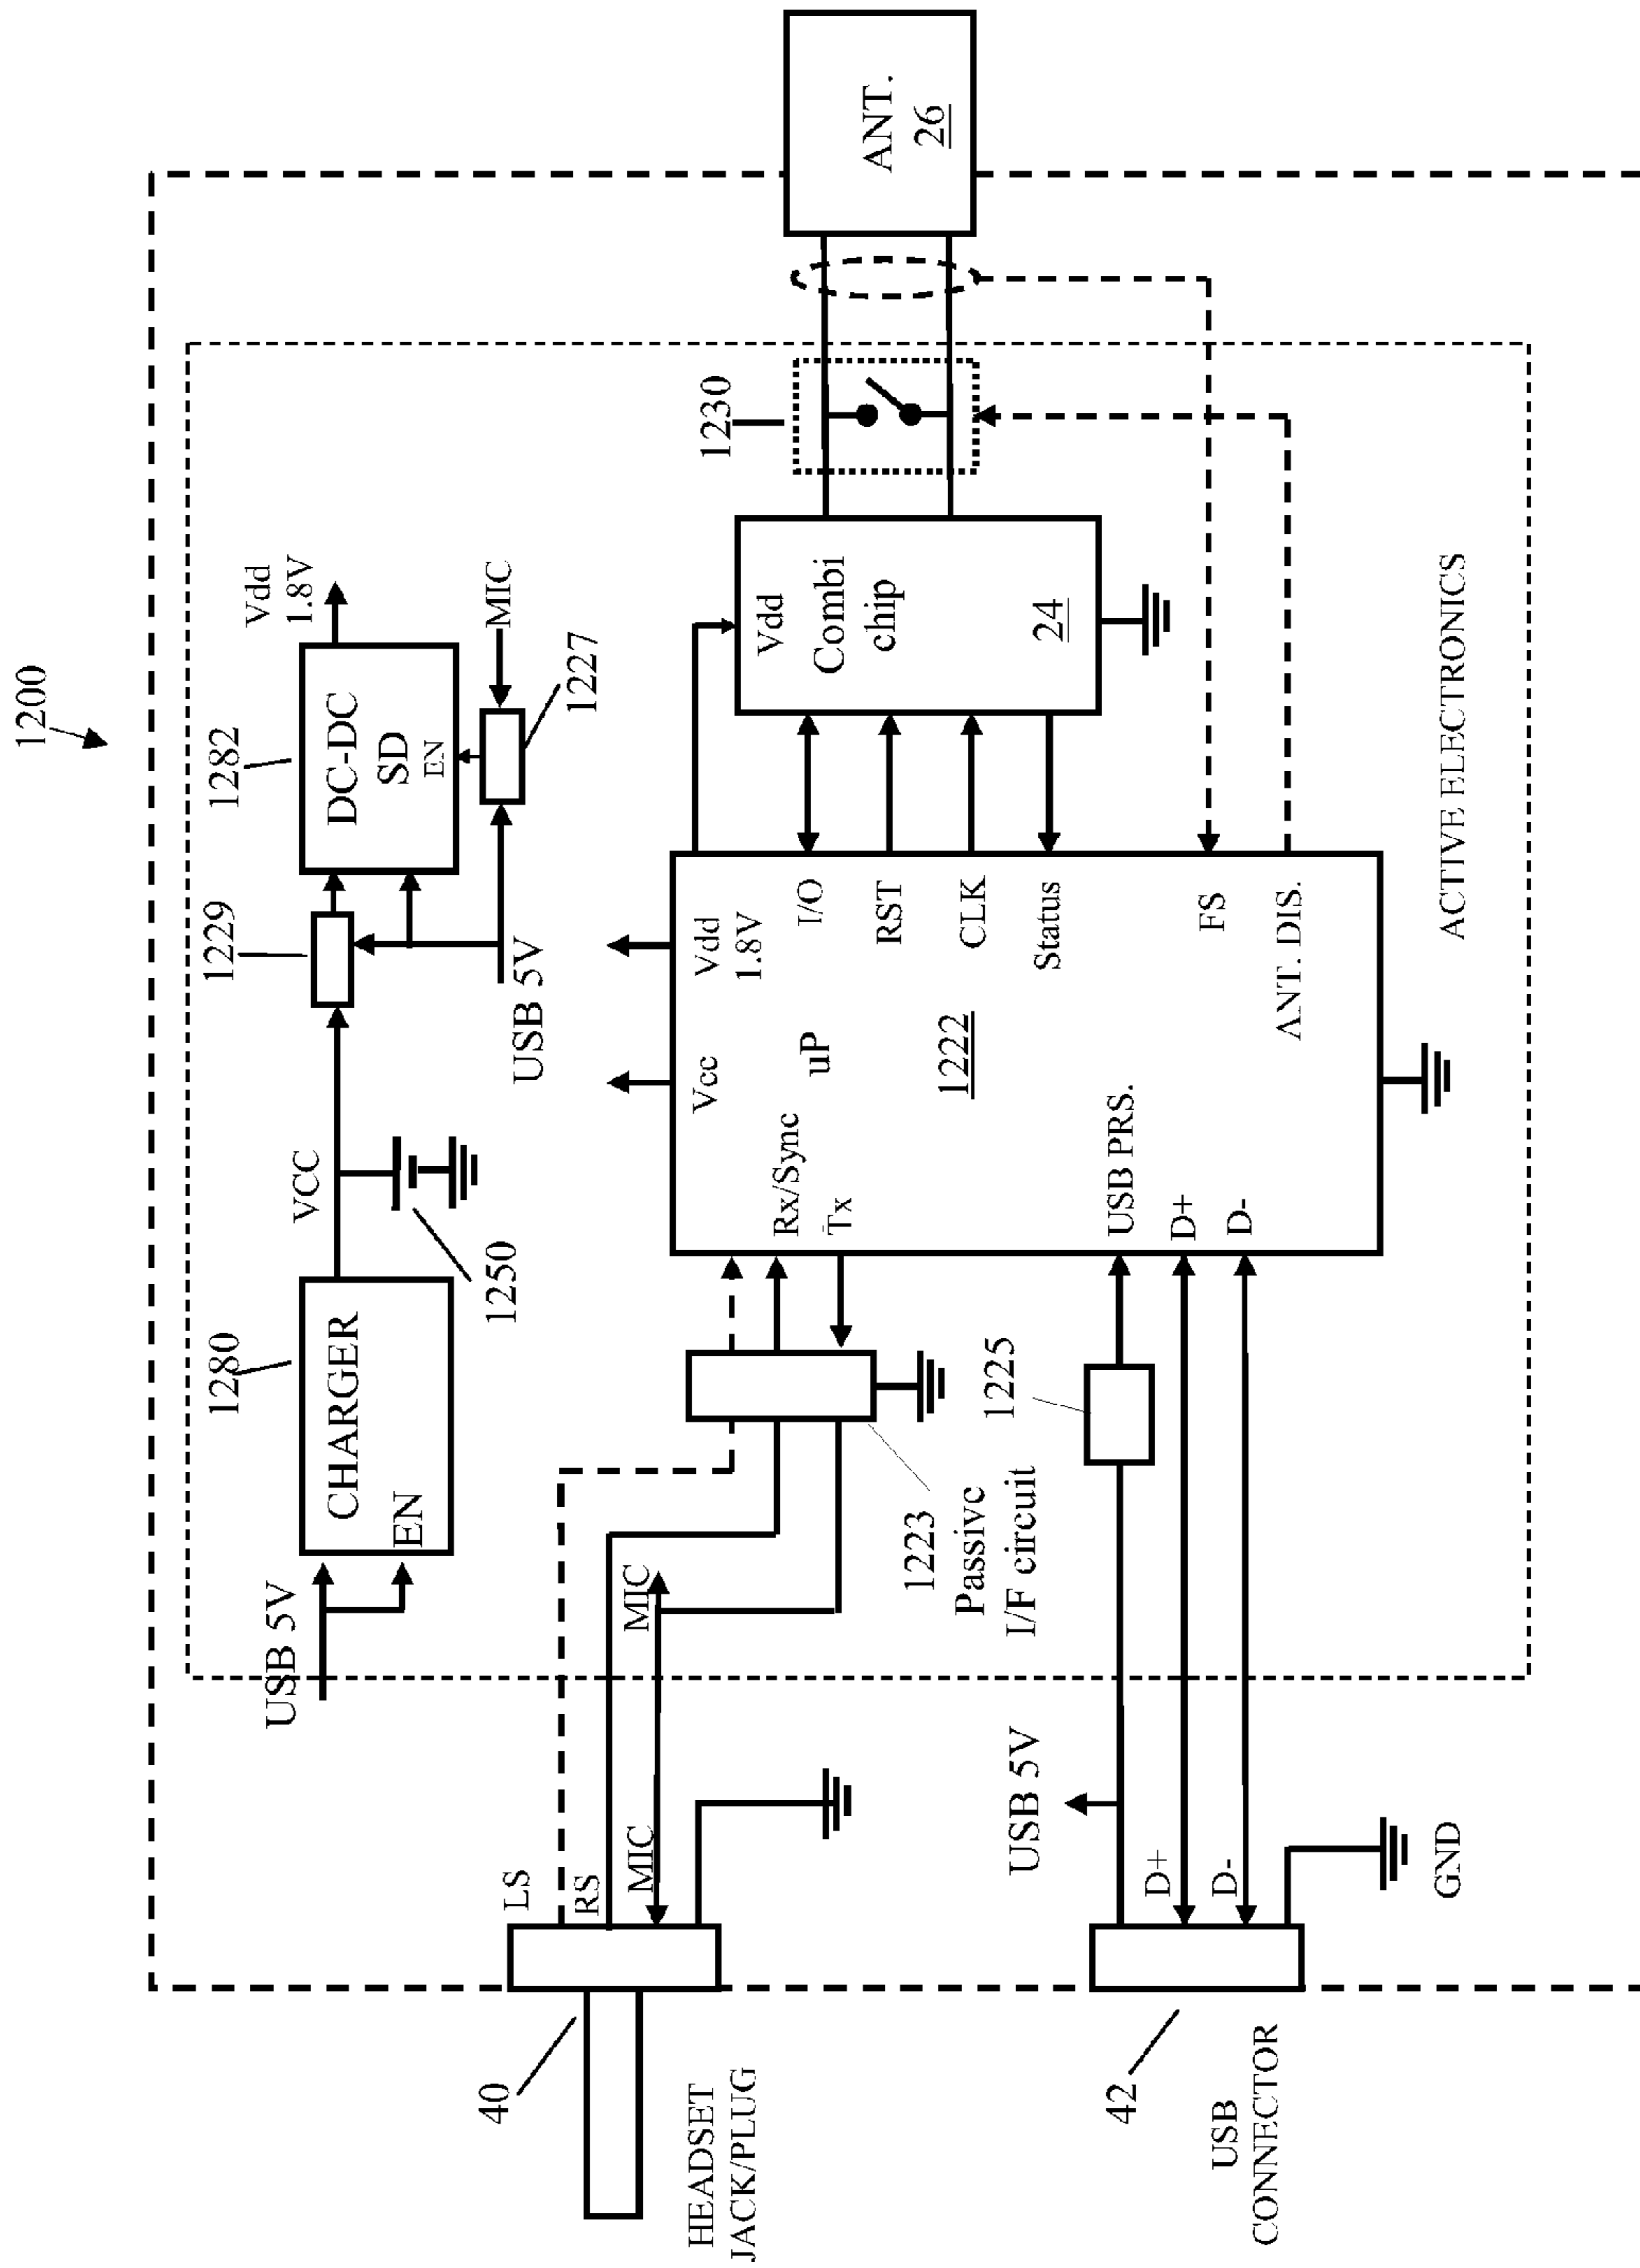 1200
USB 5V
1280
CHARGER
EN
VCC
1250
1229
1282
DC-DC
SD
EN
Vdd
1.8V
MIC
1227
USB 5V
40
HEADSET
JACK/PLUG
LS
RS
MIC
MIC
1223
Passive
I/F circuit
Rx/Sync
Tx
Vcc
Vdd
1.8V
uP
1222
I/O
RST
CLK
Status
FS
ANT. DIS.
USB PRS.
D+
D-
Vdd
Combi
chip
24
1230
ANT.
26
42
USB
CONNECTOR
USB 5V
D+
D-
GND
1225
ACTIVE ELECTRONICS